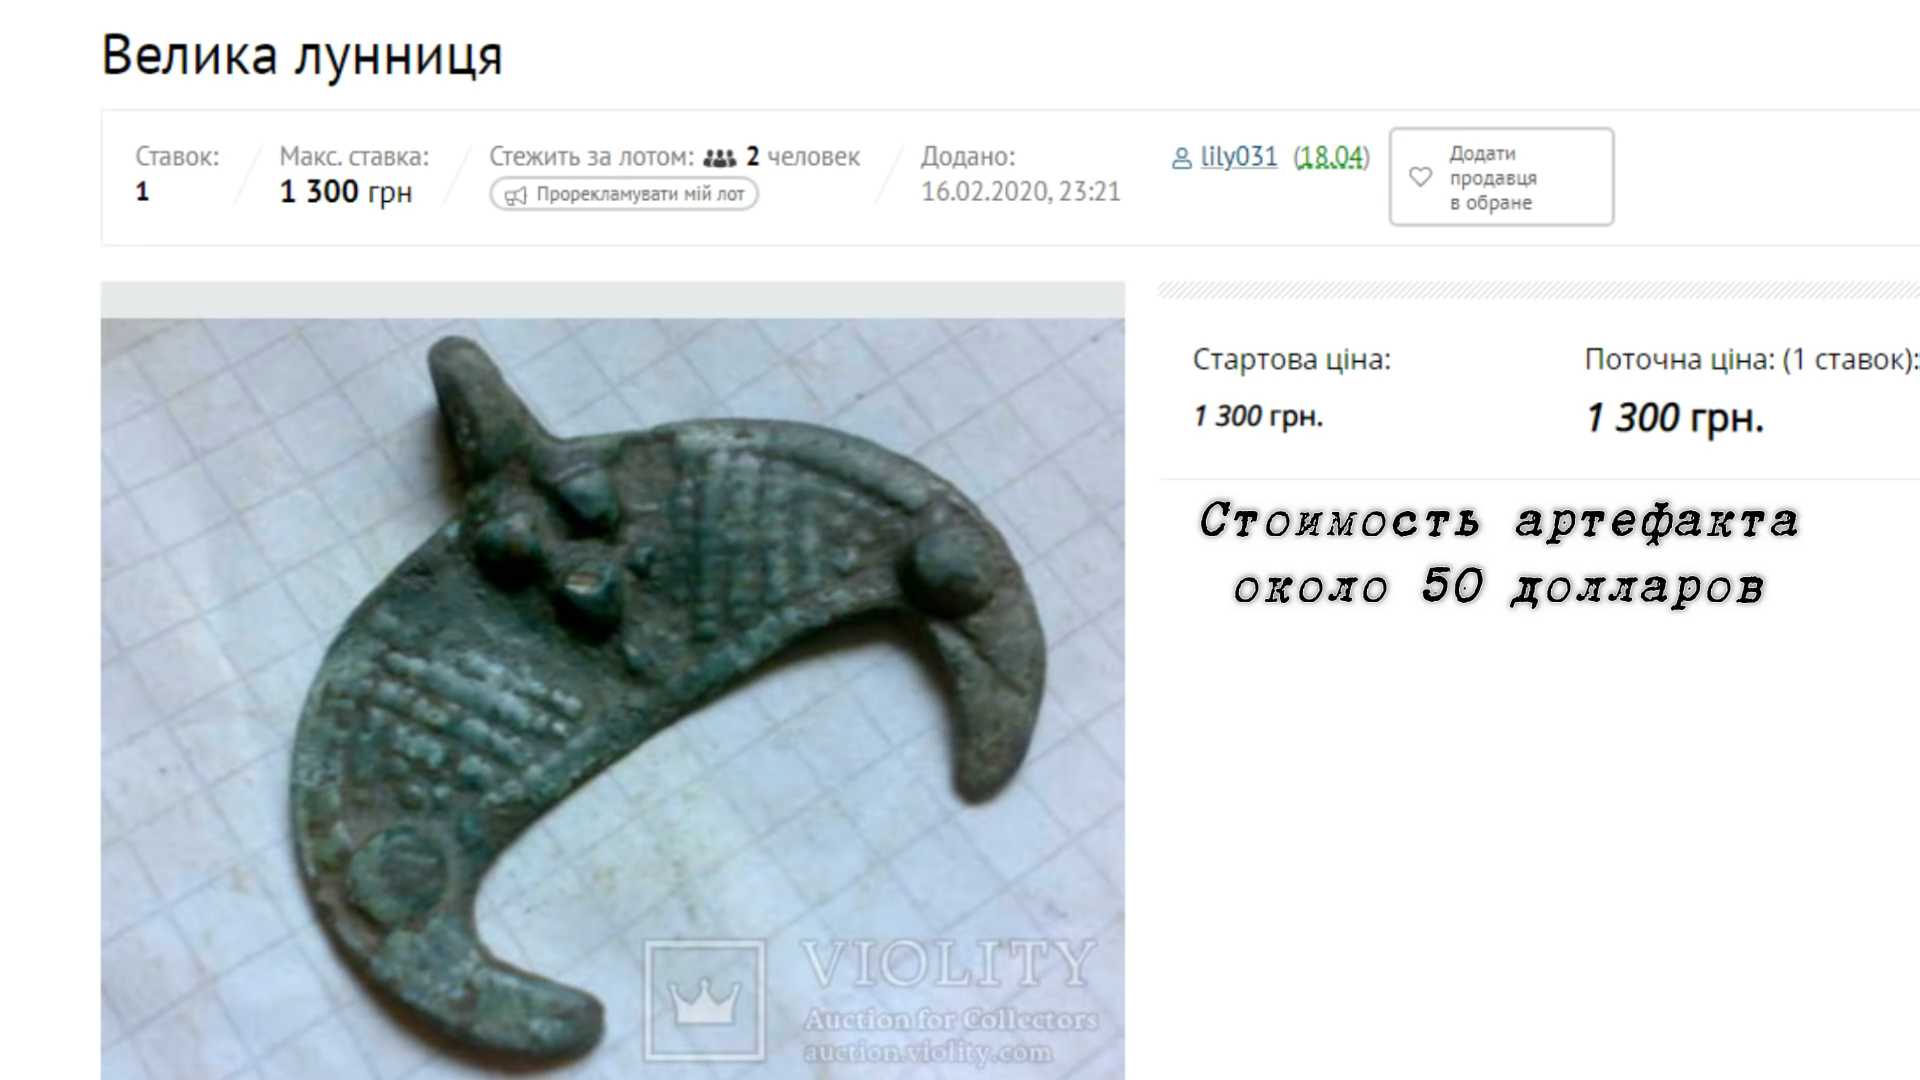 Велика лунниця
Ставок:
1
Макс. ставка:
1 300 грн
Стежить за лотом: 2 человек
Прорекламувати мій лот
Додано:
16.02.2020, 23:21
lily031 (18.04)
Додати
продавця
в обране
Стартова ціна:
1 300 грн.
Поточна ціна: (1 ставок)::
1 300 грн.
Стоимость артефакта
около 50 долларов
VIOLITY
Auction for Collectors
auction.violity.com